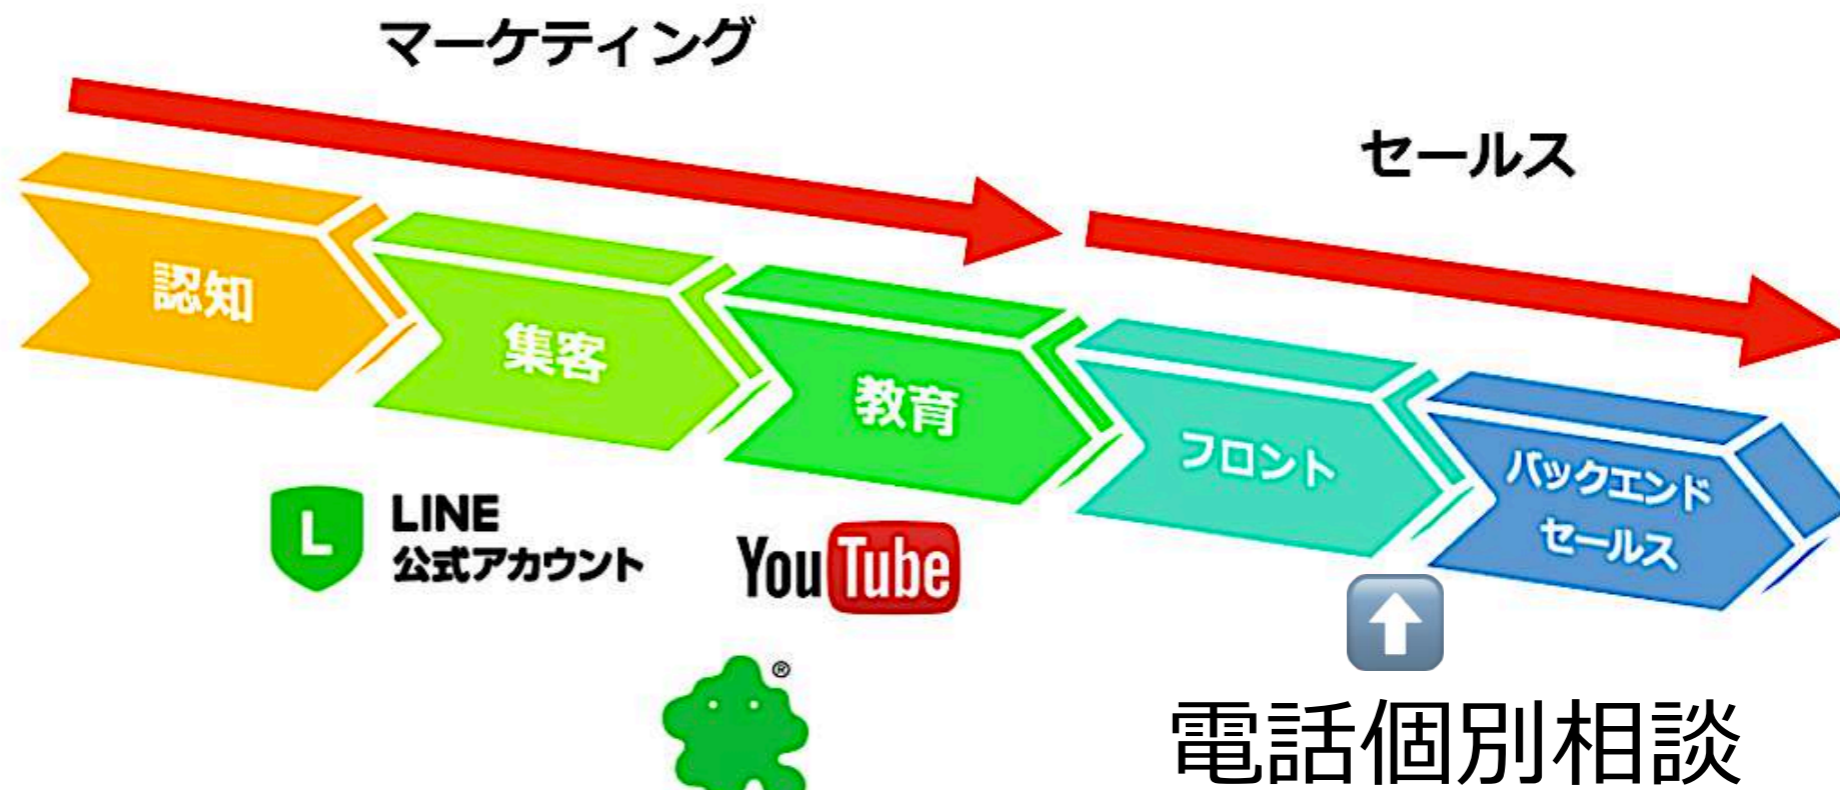 マーケティング
セールス
認知
集客
教育
フロント
バックエンド
セールス
L
LINE
公式アカウント
YouTube
®
電話個別相談